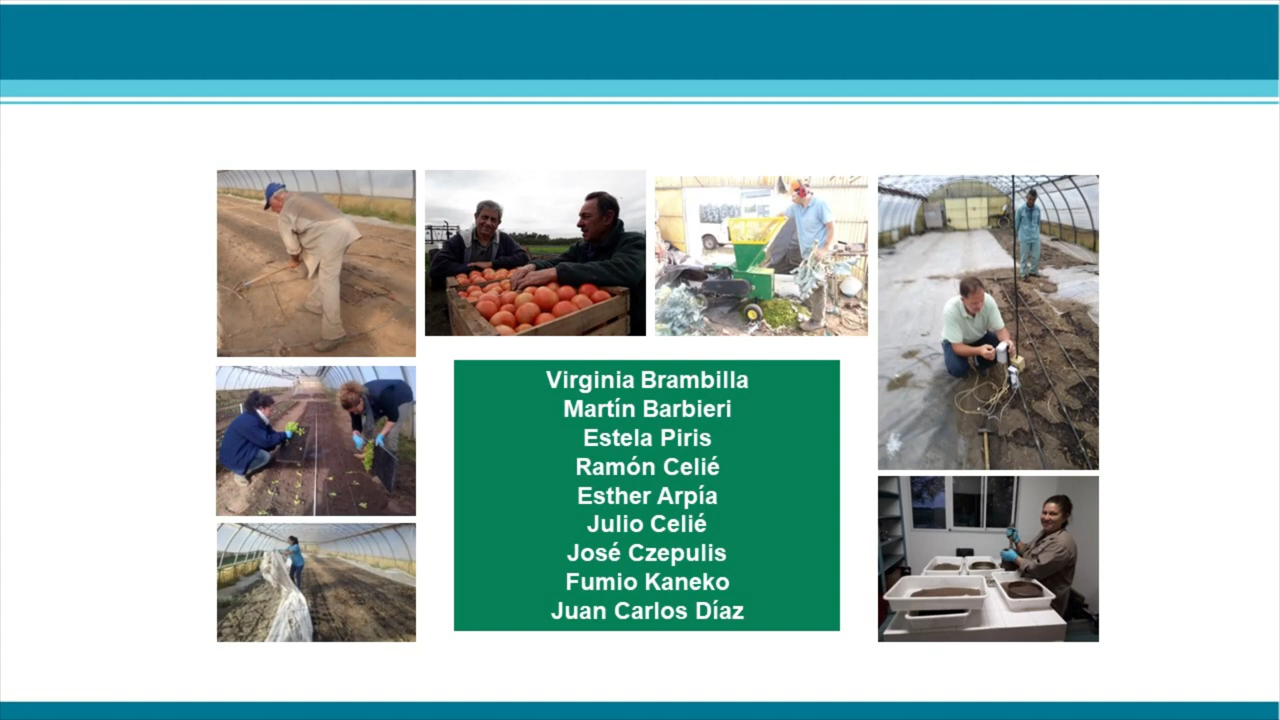 Virginia Brambilla
Martín Barbieri
Estela Piris
Ramón Celié
Esther Arpía
Julio Celié
José Czepulis
Fumio Kaneko
Juan Carlos Díaz